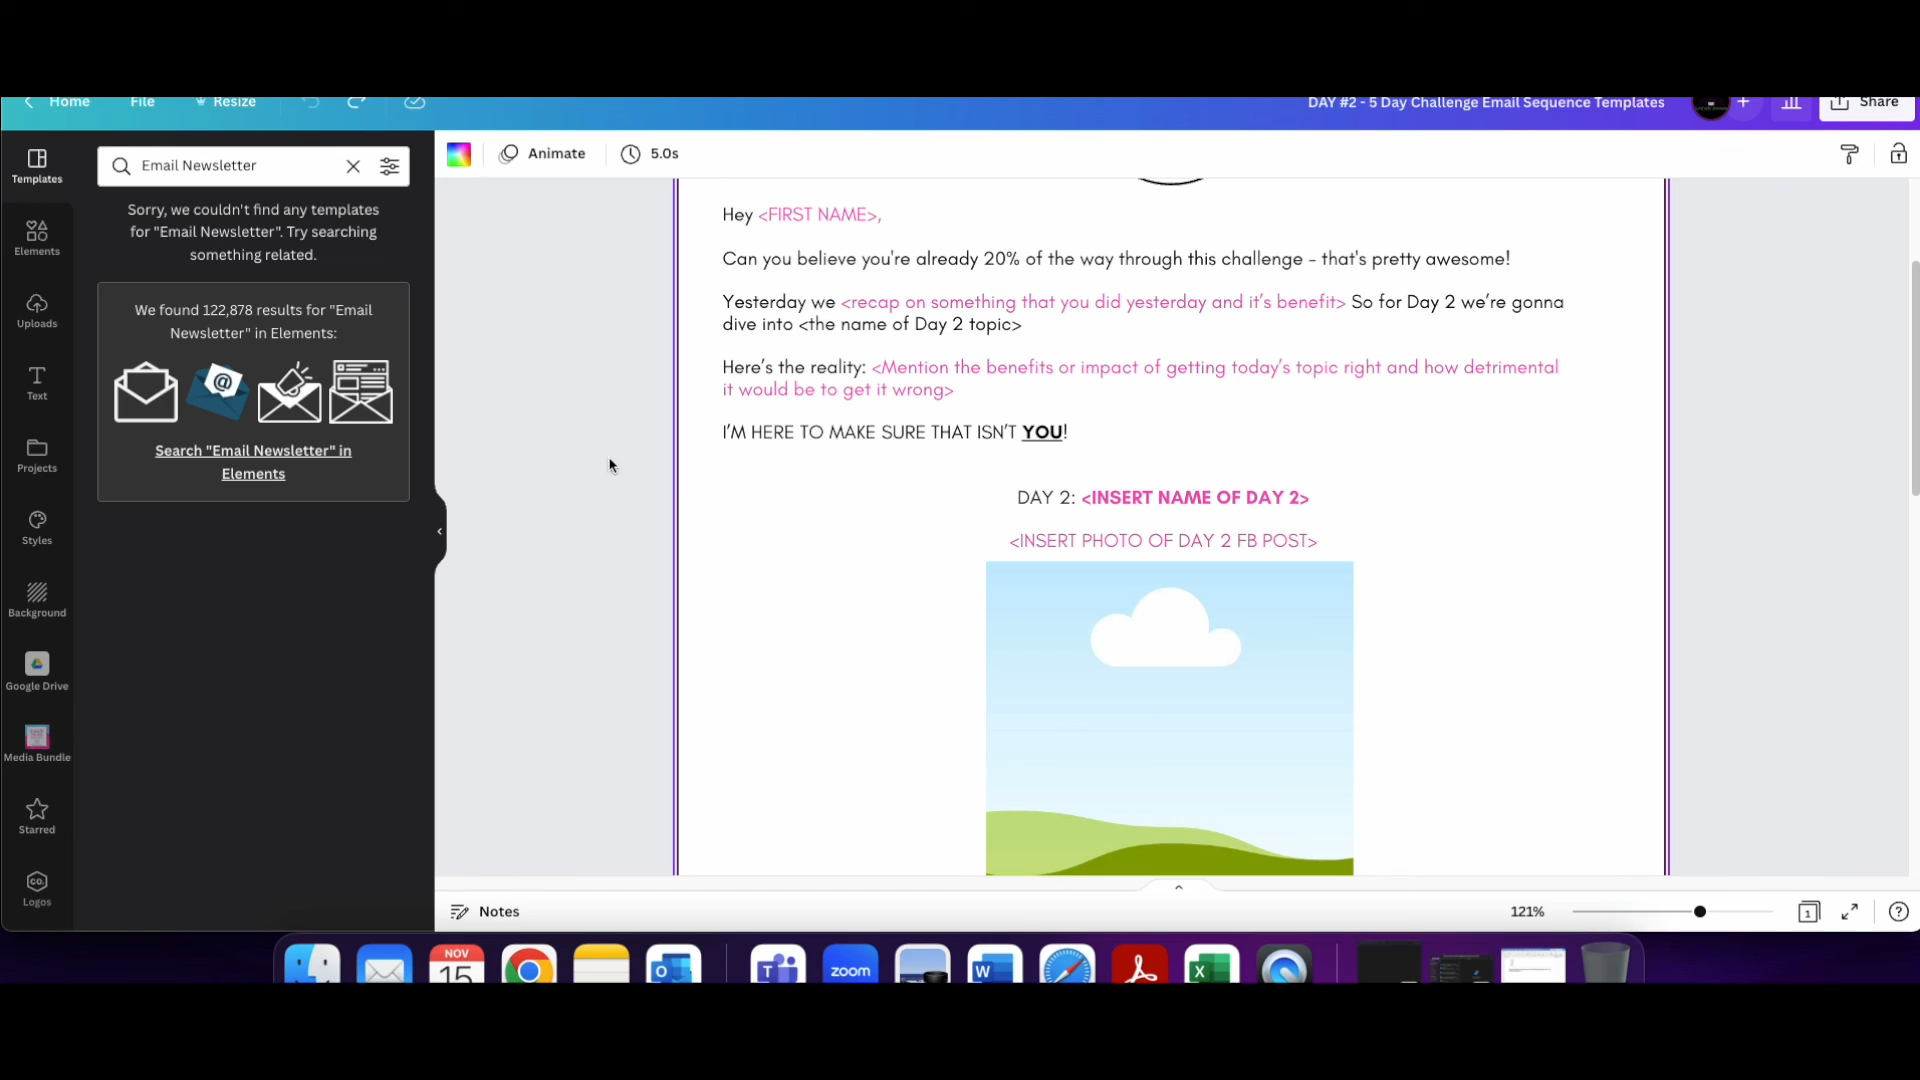 Home File Resize
DAY #2 - 5 Day Challenge Email Sequence Templates
Share
Templates
Elements
Uploads
Text
Projects
Styles
Background
Google Drive
Media Bundle
Starred
CO.
Logos
Email Newsletter
Sorry, we couldn't find any templates
for "Email Newsletter". Try searching
something related.
We found 122,878 results for "Email
Newsletter" in Elements:
@
Search "Email Newsletter" in
Elements
Animate 5.0s
Hey <FIRST NAME>,
Can you believe you're already 20% of the way through this challenge - that's pretty awesome!
Yesterday we <recap on something that you did yesterday and it's benefit> So for Day 2 we're gonna
dive into <the name of Day 2 topic>
Here's the reality: <Mention the benefits or impact of getting today's topic right and how detrimental
it would be to get it wrong>
I'M HERE TO MAKE SURE THAT ISN'T YOU!
DAY 2: <INSERT NAME OF DAY 2>
<INSERT PHOTO OF DAY 2 FB POST>
Notes
121%
1
?
NOV
15
O
T
zoom
W
X